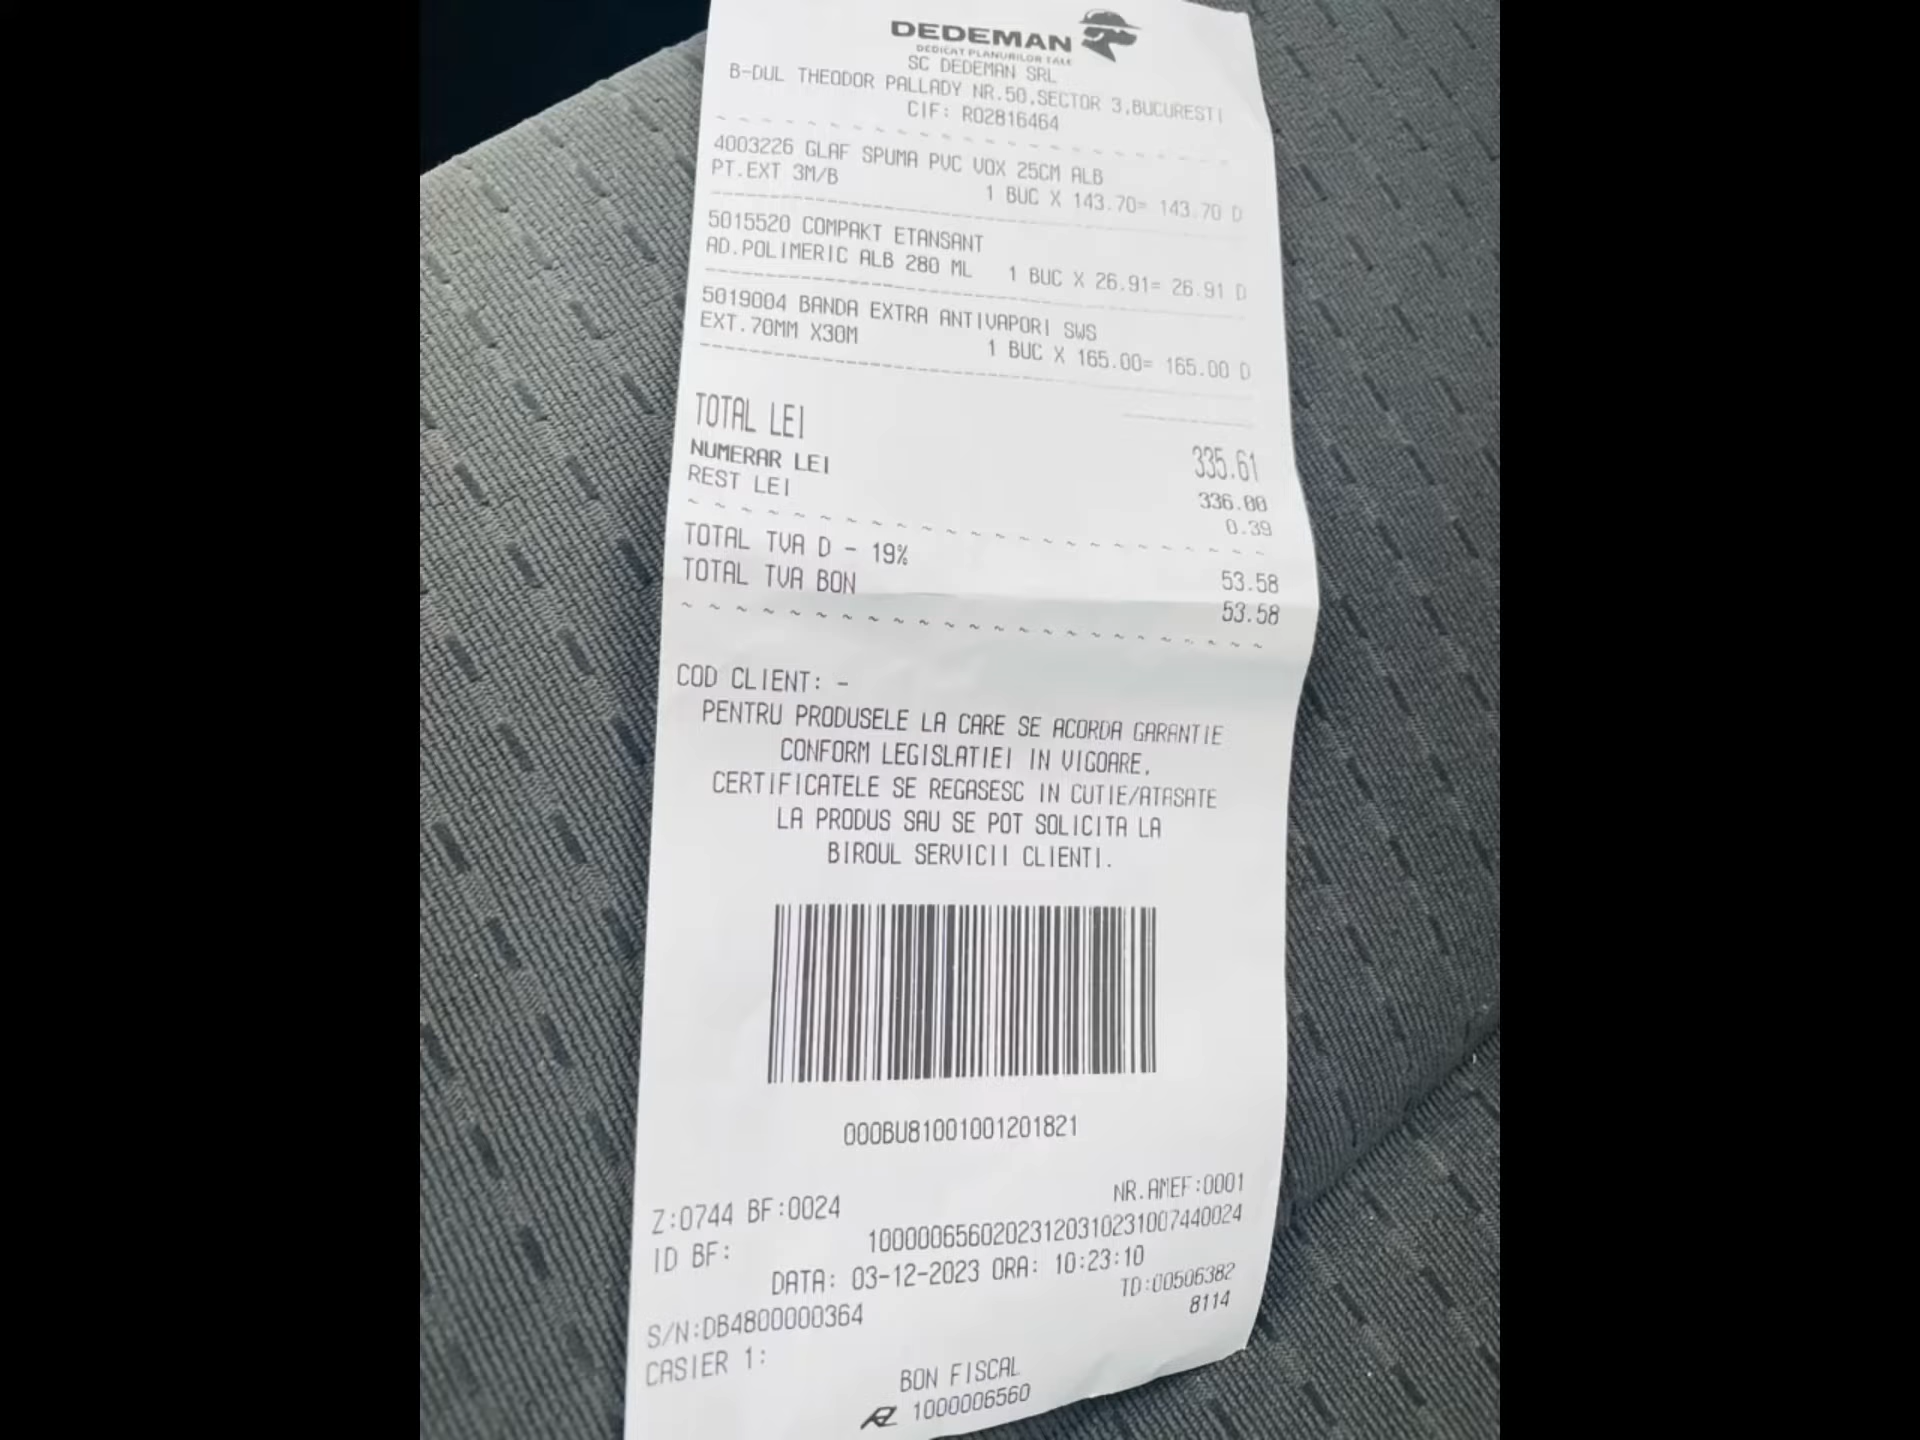 DEDEMAN
DEDICAT PLANURILOR TALE
SC DEDEMAN SRL
B-DUL THEODOR PALLADY NR.50,SECTOR 3,BUCURESTI
CIF: RO2816464
4003226 GLAF SPUMA PVC VOX 25CM ALB
PT.EXT 3M/B 1 BUC X 143.70= 143.70 D
5015520 COMPAKT ETANSANT
AD.POLIMERIC ALB 280 ML 1 BUC X 26.91= 26.91 D
5019004 BANDA EXTRA ANTIVAPORI SWS
EXT.70MM X30M 1 BUC X 165.00= 165.00 D
TOTAL LEI 335.61
NUMERAR LEI 336.00
REST LEI 0.39
TOTAL TVA D - 19% 53.58
TOTAL TVA BON 53.58
COD CLIENT: -
PENTRU PRODUSELE LA CARE SE ACORDA GARANTIE
CONFORM LEGISLATIEI IN VIGOARE,
CERTIFICATELE SE REGASESC IN CUTIE/ATASATE
LA PRODUS SAU SE POT SOLICITA LA
BIROUL SERVICII CLIENTI.
000BU81001001201821
Z:0744 BF:0024 NR.AMEF:0001
ID BF: 10000065602023120310231007440024
DATA: 03-12-2023 ORA: 10:23:10
S/N:DB4800000364 TD:00506382
CASIER 1: 8114
BON FISCAL
1000006560